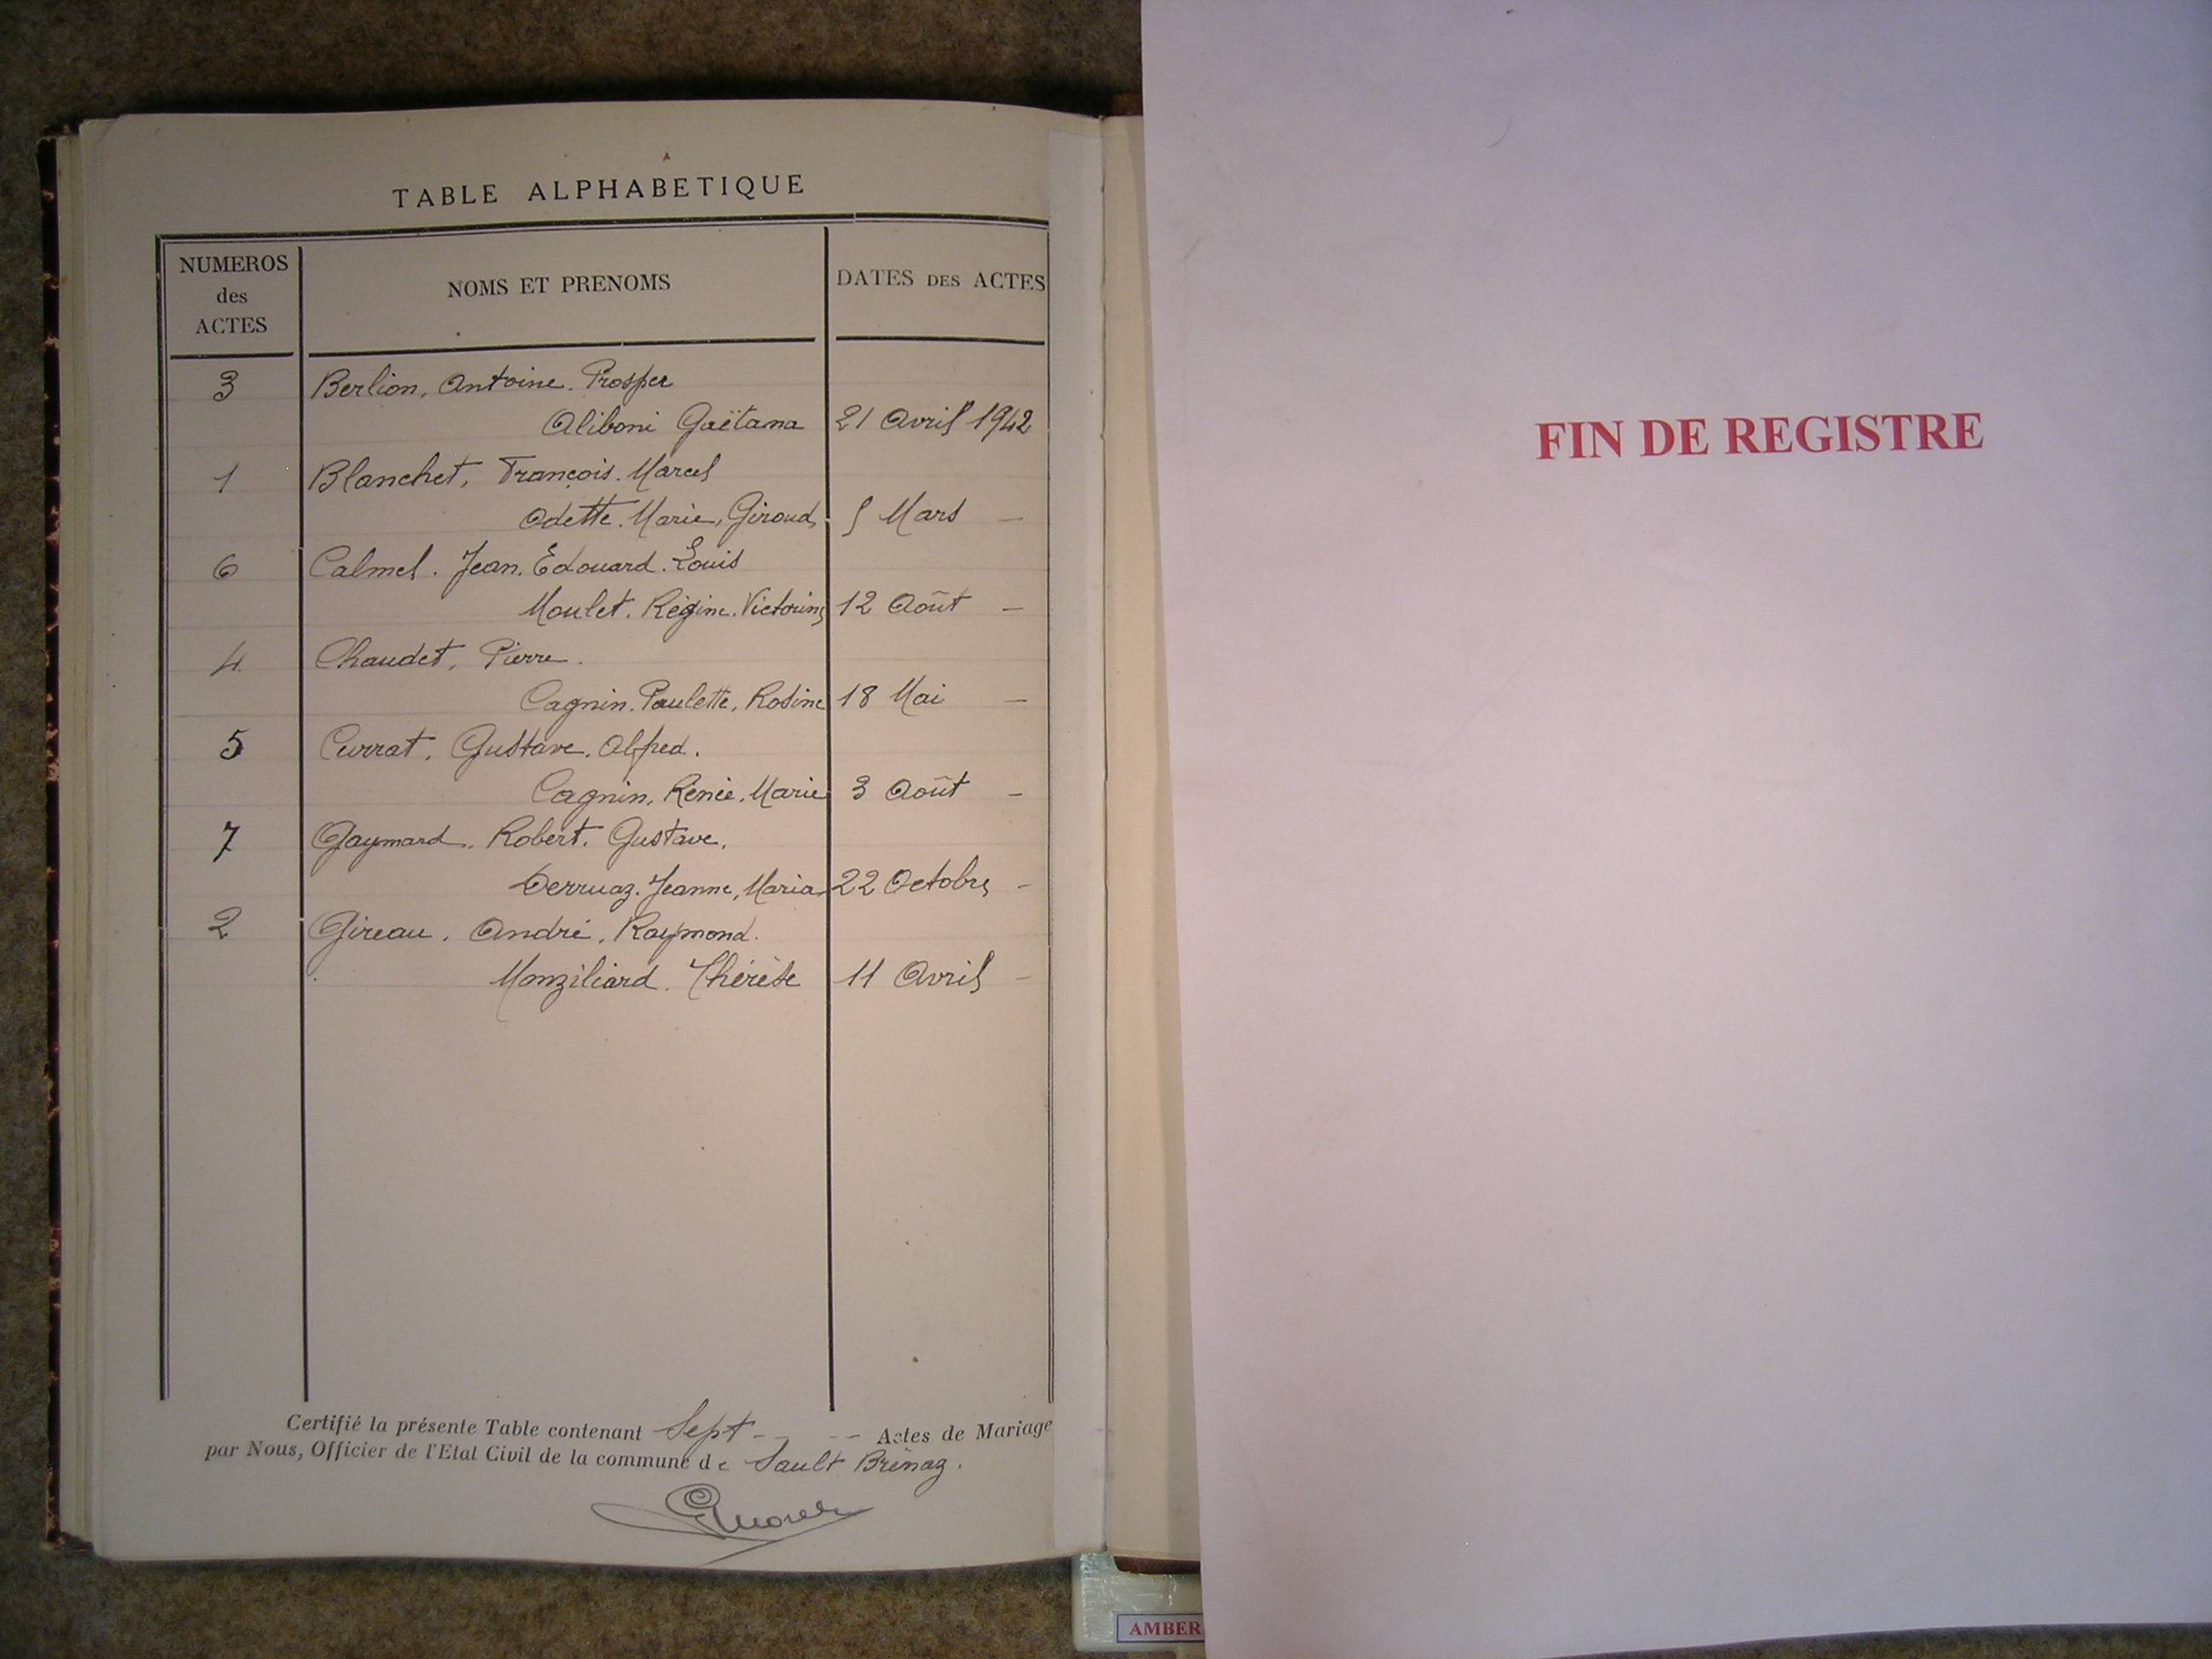 TABLE ALPHABETIQUE
NUMEROS des ACTES
NOMS ET PRENOMS
DATES DES ACTES
3 Berlion, Antoine. Prosper
Aliboni Gaëtana 21 Avril 1942
1 Blanchet, François. Marcel
Odette. Marie, Giroud 5 Mars —
6 Calmel. Jean. Edouard. Louis
Moulet. Régine. Victorine 12 Août —
4 Chaudet, Pierre.
Cagnin. Paulette, Rosine 18 Mai —
5 Currat, Gustave, Alfred.
Cagnin, Renée, Marie 3 Août —
7 Gaymard. Robert. Gustave.
Derruaz. Jeanne, Maria 22 Octobre —
2 Gireau, André, Raymond.
Monziliard. Thérèse 11 Avril —
Certifié la présente Table contenant Sept - - - Actes de Mariage
par Nous, Officier de l'Etat Civil de la commune de Sault Brénaz.
FIN DE REGISTRE
AMBER